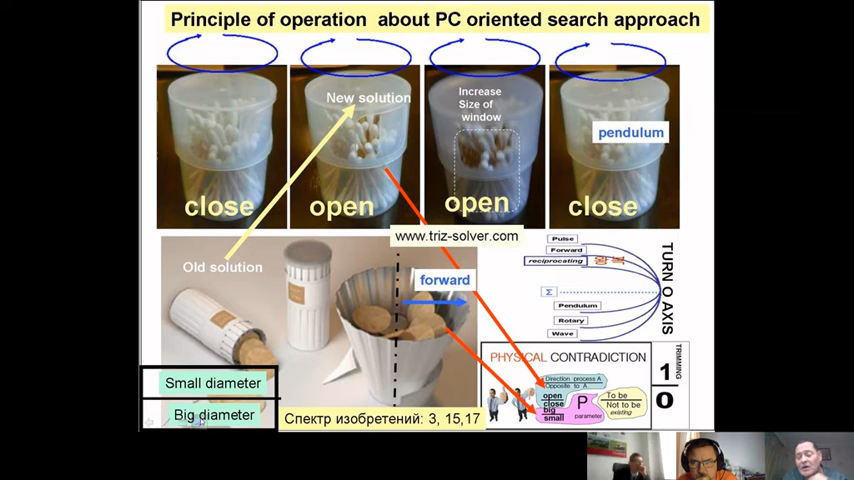 Principle of operation about PC oriented search approach
New solution
Increase
Size of
window
pendulum
close
open
open
close
www.triz-solver.com
Old solution
forward
Pulse
Forward
reciprocating
Σ
Pendulum
Rotary
Wave
TURN O AXIS
PHYSICAL CONTRADICTION
Direction process A
Opposite to A
open
close
big
small
P
parameter
To be
Not to be
existing
TRIMMING
1
0
Small diameter
Big diameter
Спектр изобретений: 3, 15,17